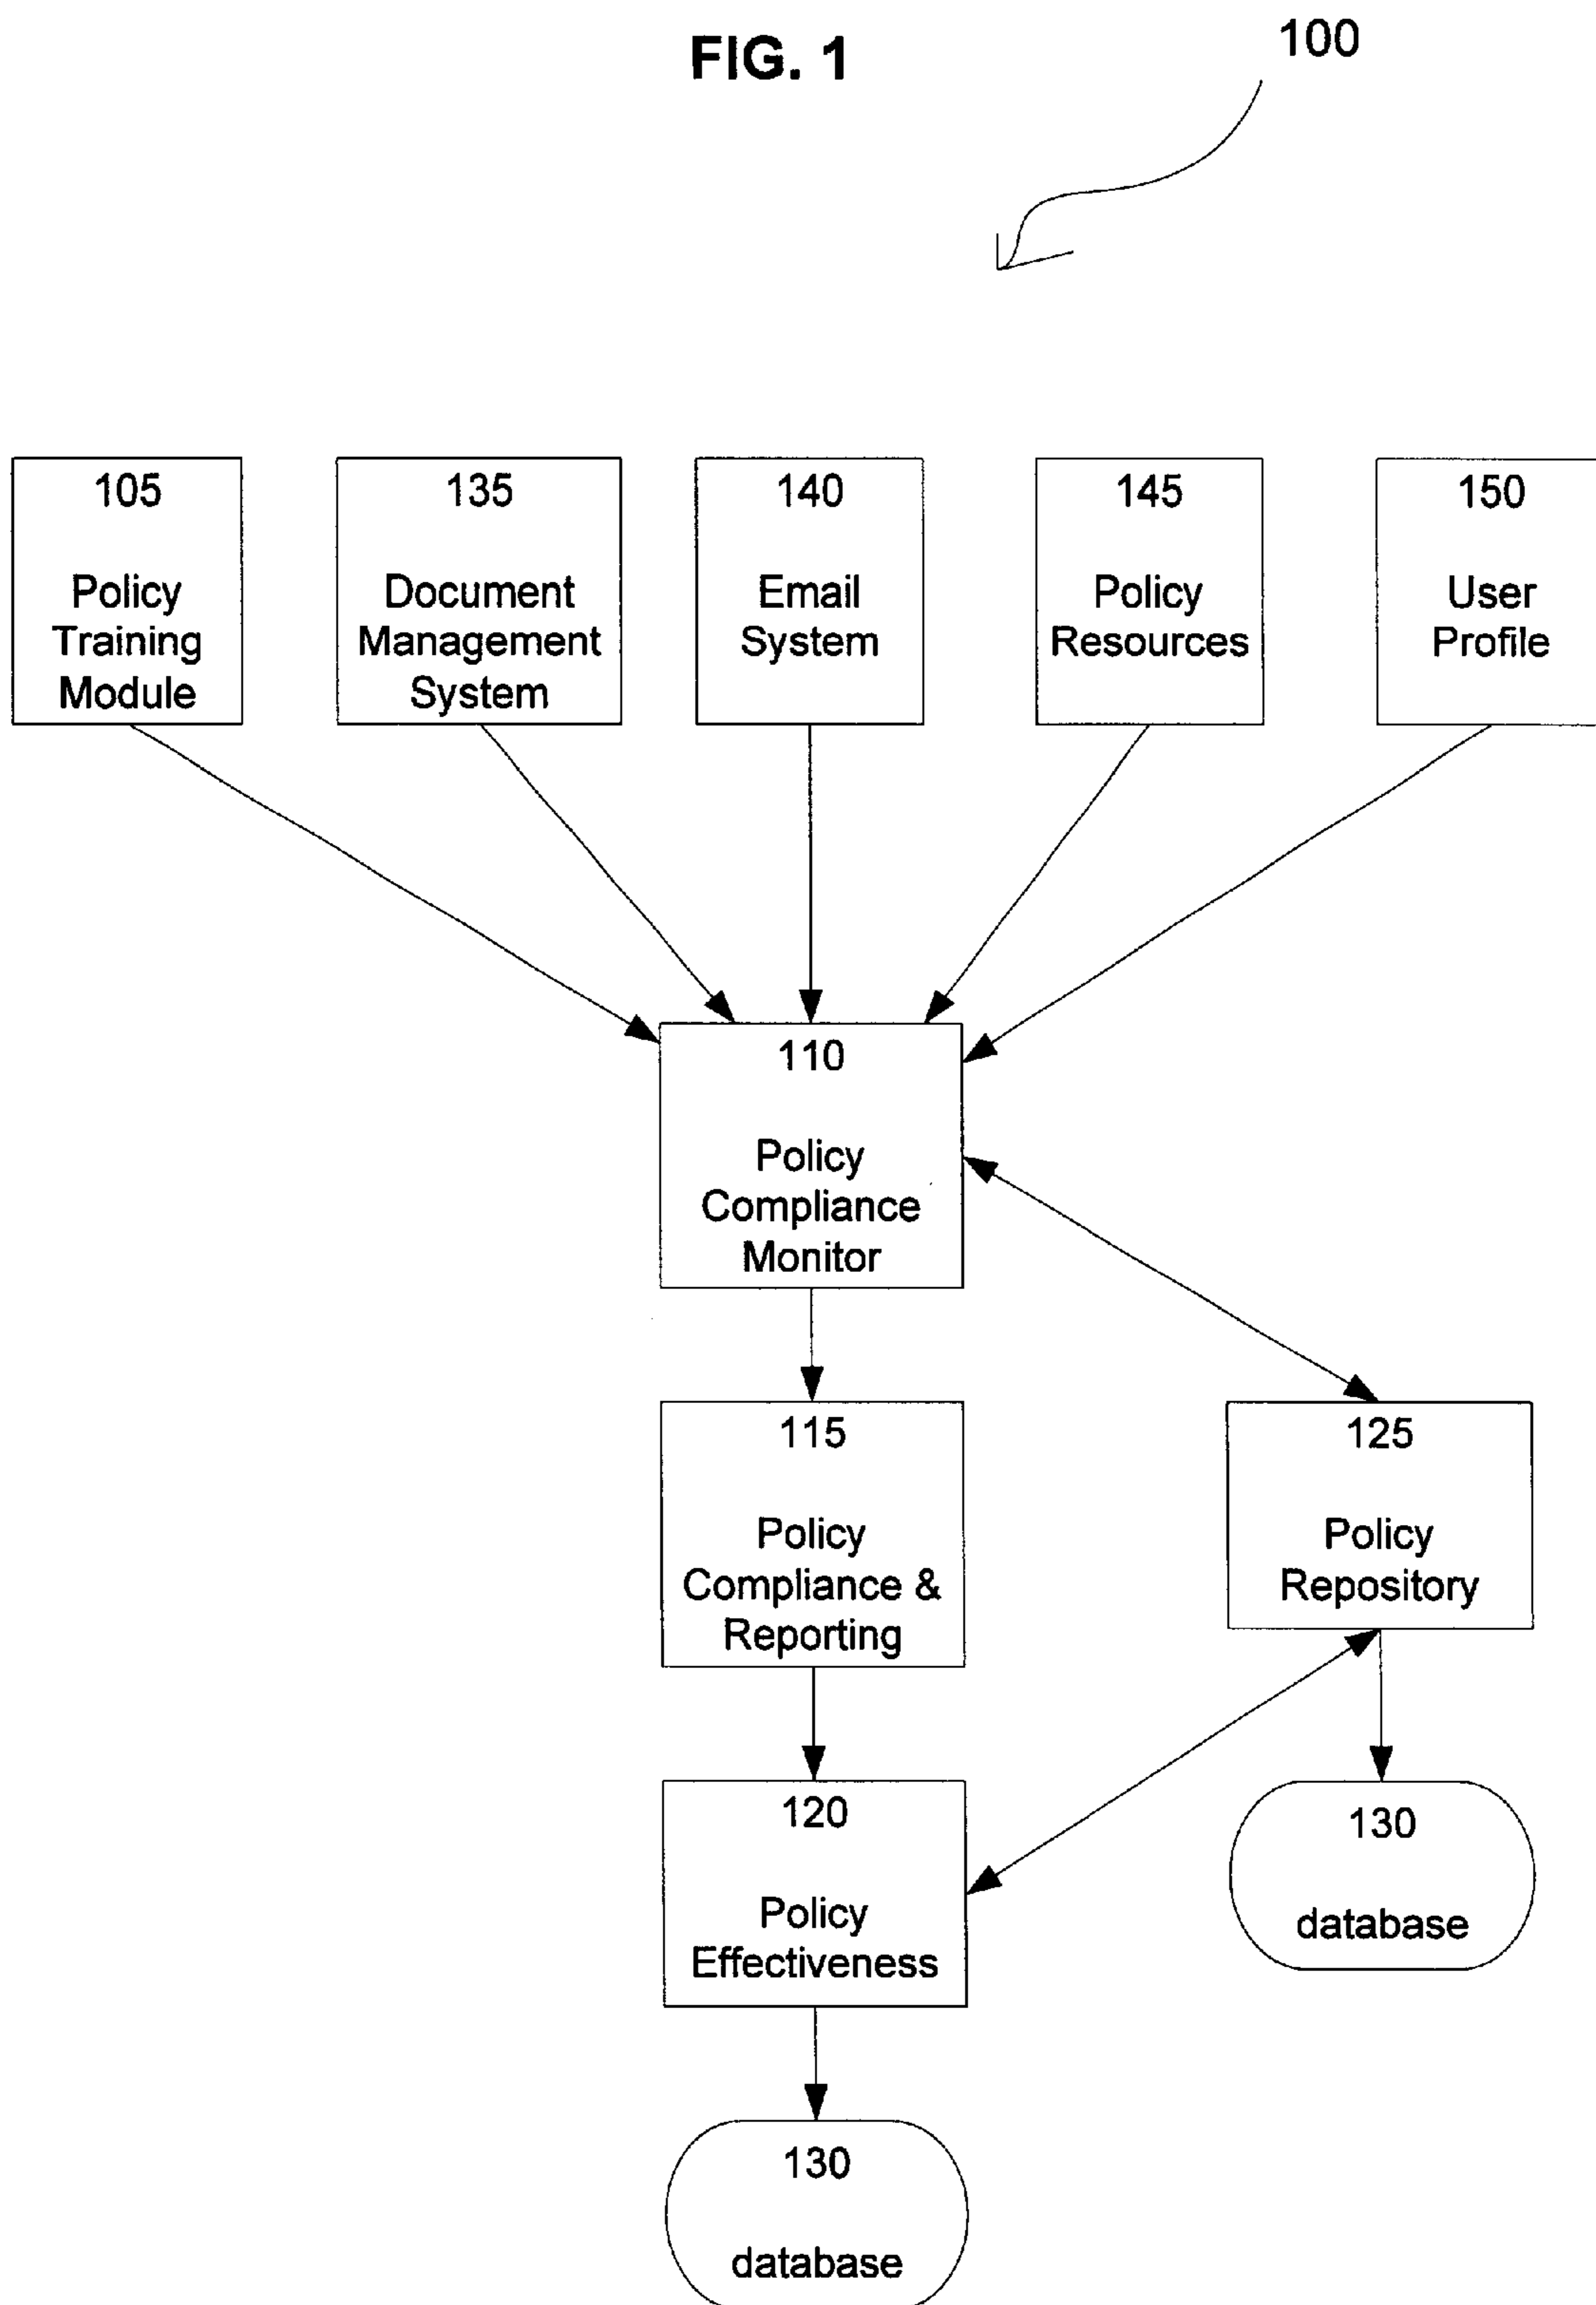 FIG. 1
100
105
Policy
Training
Module
135
Document
Management
System
140
Email
System
145
Policy
Resources
150
User
Profile
110
Policy
Compliance
Monitor
115
Policy
Compliance &
Reporting
125
Policy
Repository
120
Policy
Effectiveness
130
database
130
database